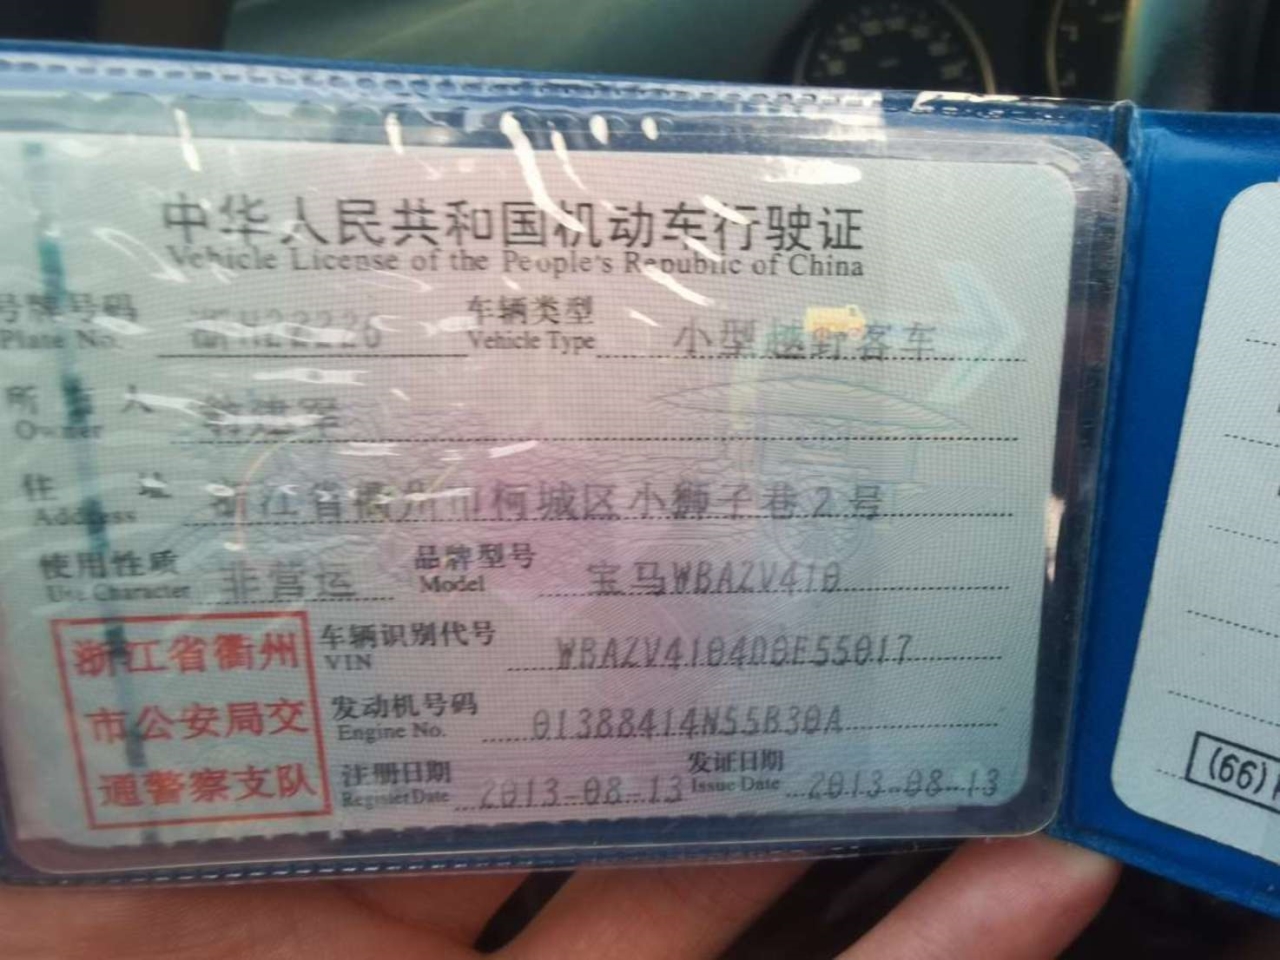 中华人民共和国机动车行驶证
Vehicle License of the People's Republic of China
号牌号码 车辆类型 小型越野客车
Plate No. Vehicle Type
所有人
Owner
住址 浙江省衢州市柯城区小狮子巷2号
Address
使用性质 非营运 品牌型号 宝马WBAZV410
Use Character Model
浙江省衢州 车辆识别代号 WBAZV4104D0E55017
VIN
市公安局交 发动机号码 01388414N55B30A
Engine No.
通警察支队 注册日期 2013-08-13 发证日期 2013-08-13
Register Date Issue Date
(66)